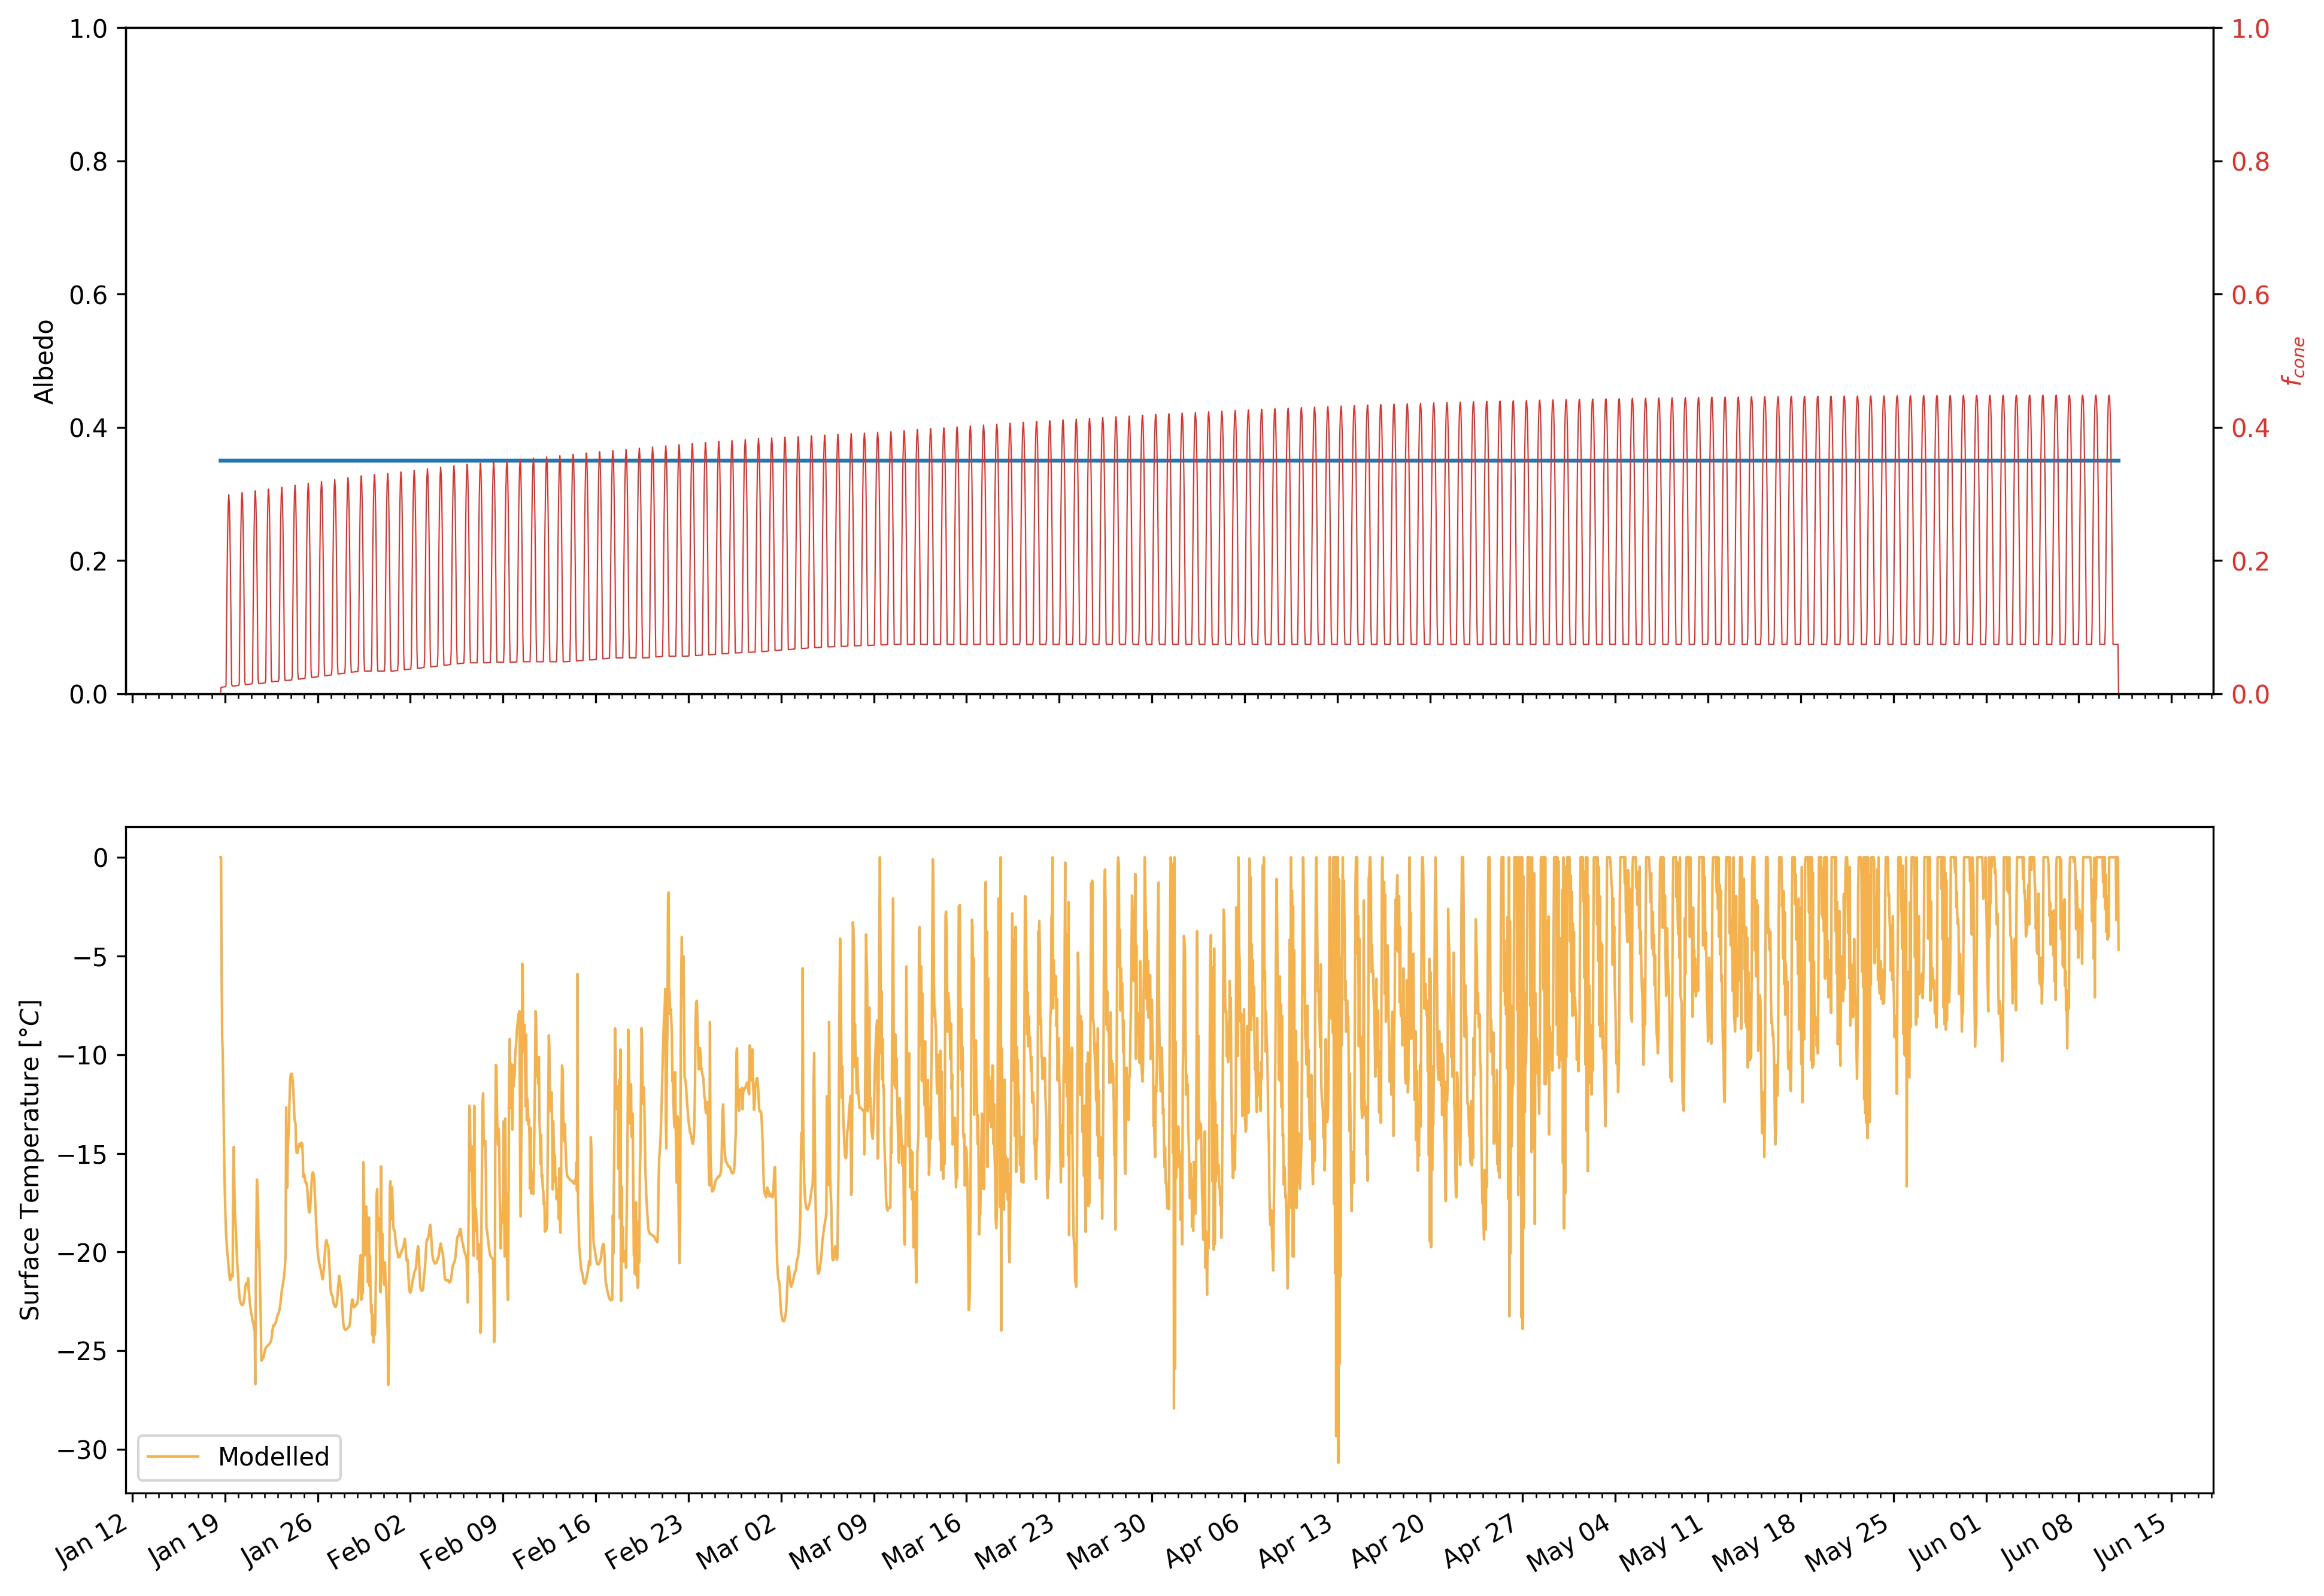 1.0
0.8
0.6
0.4
0.2
0.0
Albedo
1.0
0.8
0.6
0.4
0.2
0.0
fcone
0
−5
−10
−15
−20
−25
−30
Surface Temperature [°C]
Modelled
Jan 12
Jan 19
Jan 26
Feb 02
Feb 09
Feb 16
Feb 23
Mar 02
Mar 09
Mar 16
Mar 23
Mar 30
Apr 06
Apr 13
Apr 20
Apr 27
May 04
May 11
May 18
May 25
Jun 01
Jun 08
Jun 15